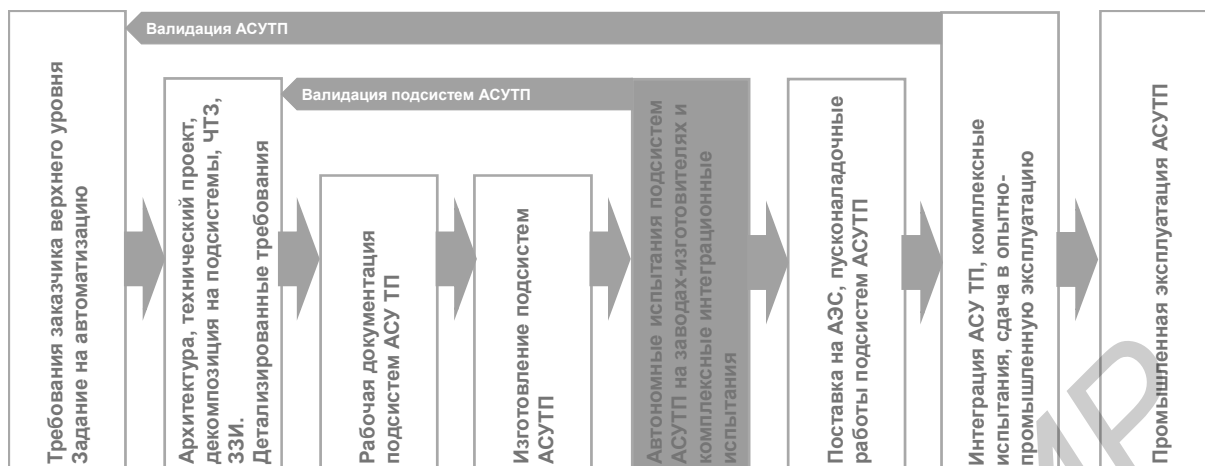 Валидация АСУТП
Валидация подсистем АСУТП
Требования заказчика верхнего уровня
Задание на автоматизацию
Архитектура, технический проект,
декомпозиция на подсистемы, ЧТЗ,
ЗЗИ.
Детализированные требования
Рабочая документация
подсистем АСУ ТП
Изготовление подсистем
АСУТП
Автономные испытания подсистем
АСУТП на заводах-изготовителях и
комплексные интеграционные
испытания
Поставка на АЭС, пусконаладочные
работы подсистем АСУТП
Интеграция АСУ ТП, комплексные
испытания, сдача в опытно-
промышленную эксплуатацию
Промышленная эксплуатация АСУТП